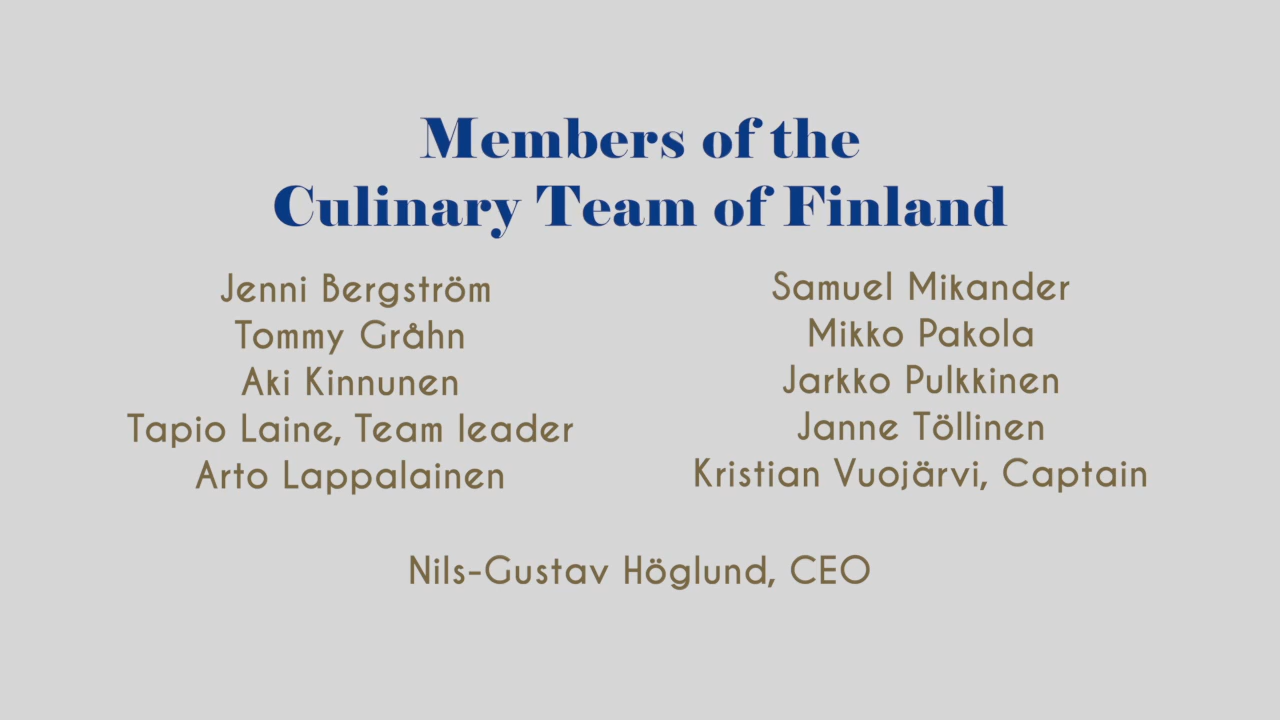 Members of the
Culinary Team of Finland
Jenni Bergström
Tommy Gråhn
Aki Kinnunen
Tapio Laine, Team leader
Arto Lappalainen
Samuel Mikander
Mikko Pakola
Jarkko Pulkkinen
Janne Töllinen
Kristian Vuojärvi, Captain
Nils-Gustav Höglund, CEO